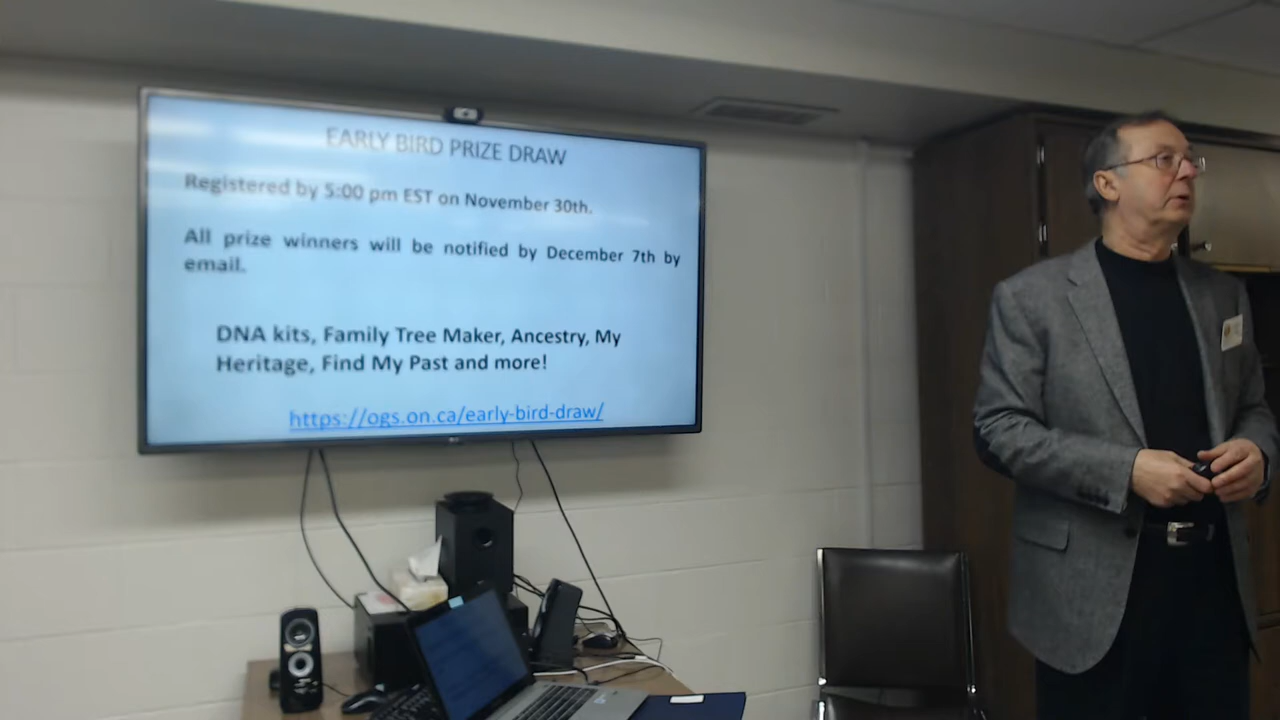 EARLY BIRD PRIZE DRAW
Registered by 5:00 pm EST on November 30th.
All prize winners will be notified by December 7th by
email.
DNA kits, Family Tree Maker, Ancestry, My
Heritage, Find My Past and more!
https://ogs.on.ca/early-bird-draw/